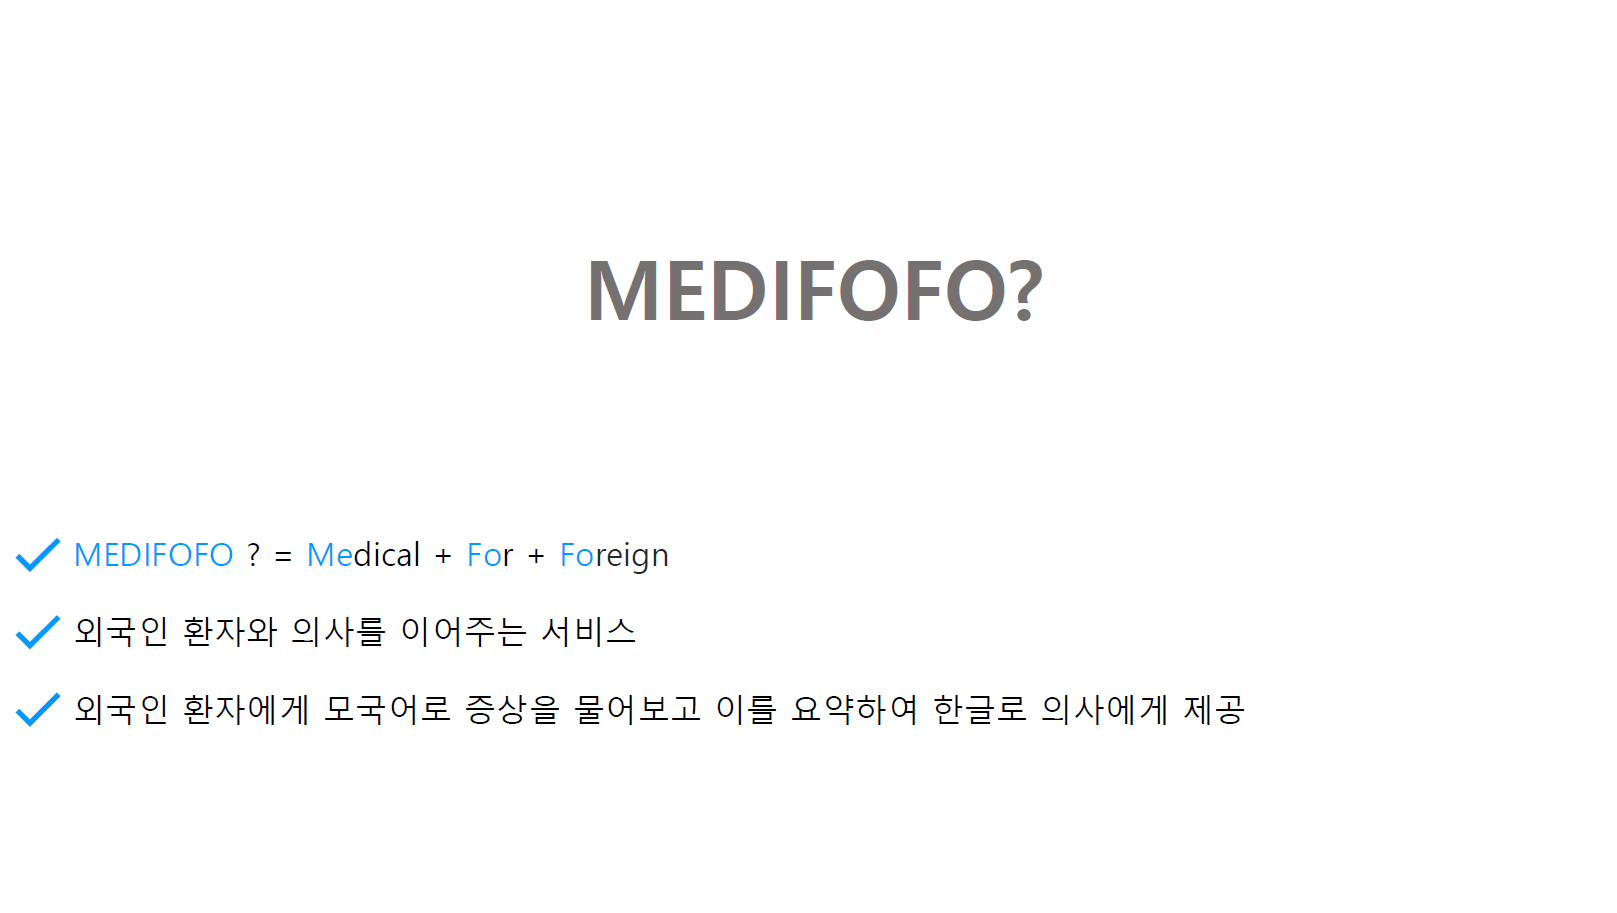 MEDIFOFO?
MEDIFOFO ? = Medical + For + Foreign
외국인 환자와 의사를 이어주는 서비스
외국인 환자에게 모국어로 증상을 물어보고 이를 요약하여 한글로 의사에게 제공